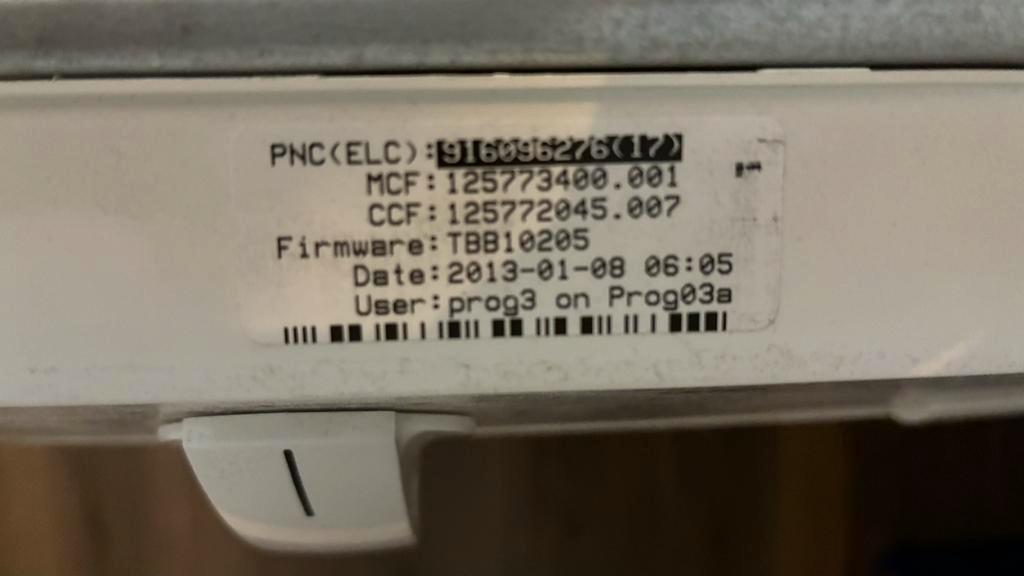 PNC(ELC):916096276(17)
MCF:125773400.001
CCF:125772045.007
Firmware:TBB10205
Date:2013-01-08 06:05
User:prog3 on Prog03a